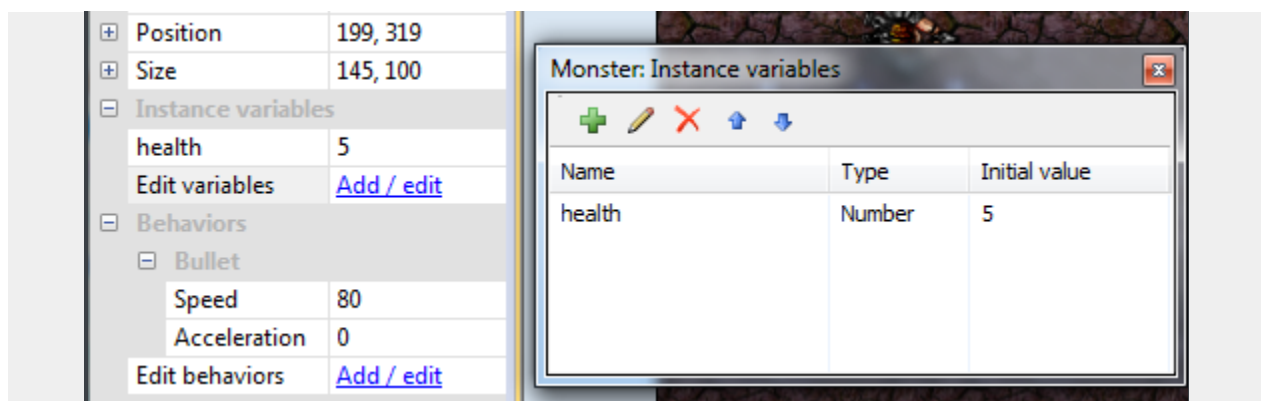 Position 199, 319
Size 145, 100
Instance variables
health 5
Edit variables Add / edit
Behaviors
Bullet
Speed 80
Acceleration 0
Edit behaviors Add / edit
Monster: Instance variables
Name Type Initial value
health Number 5